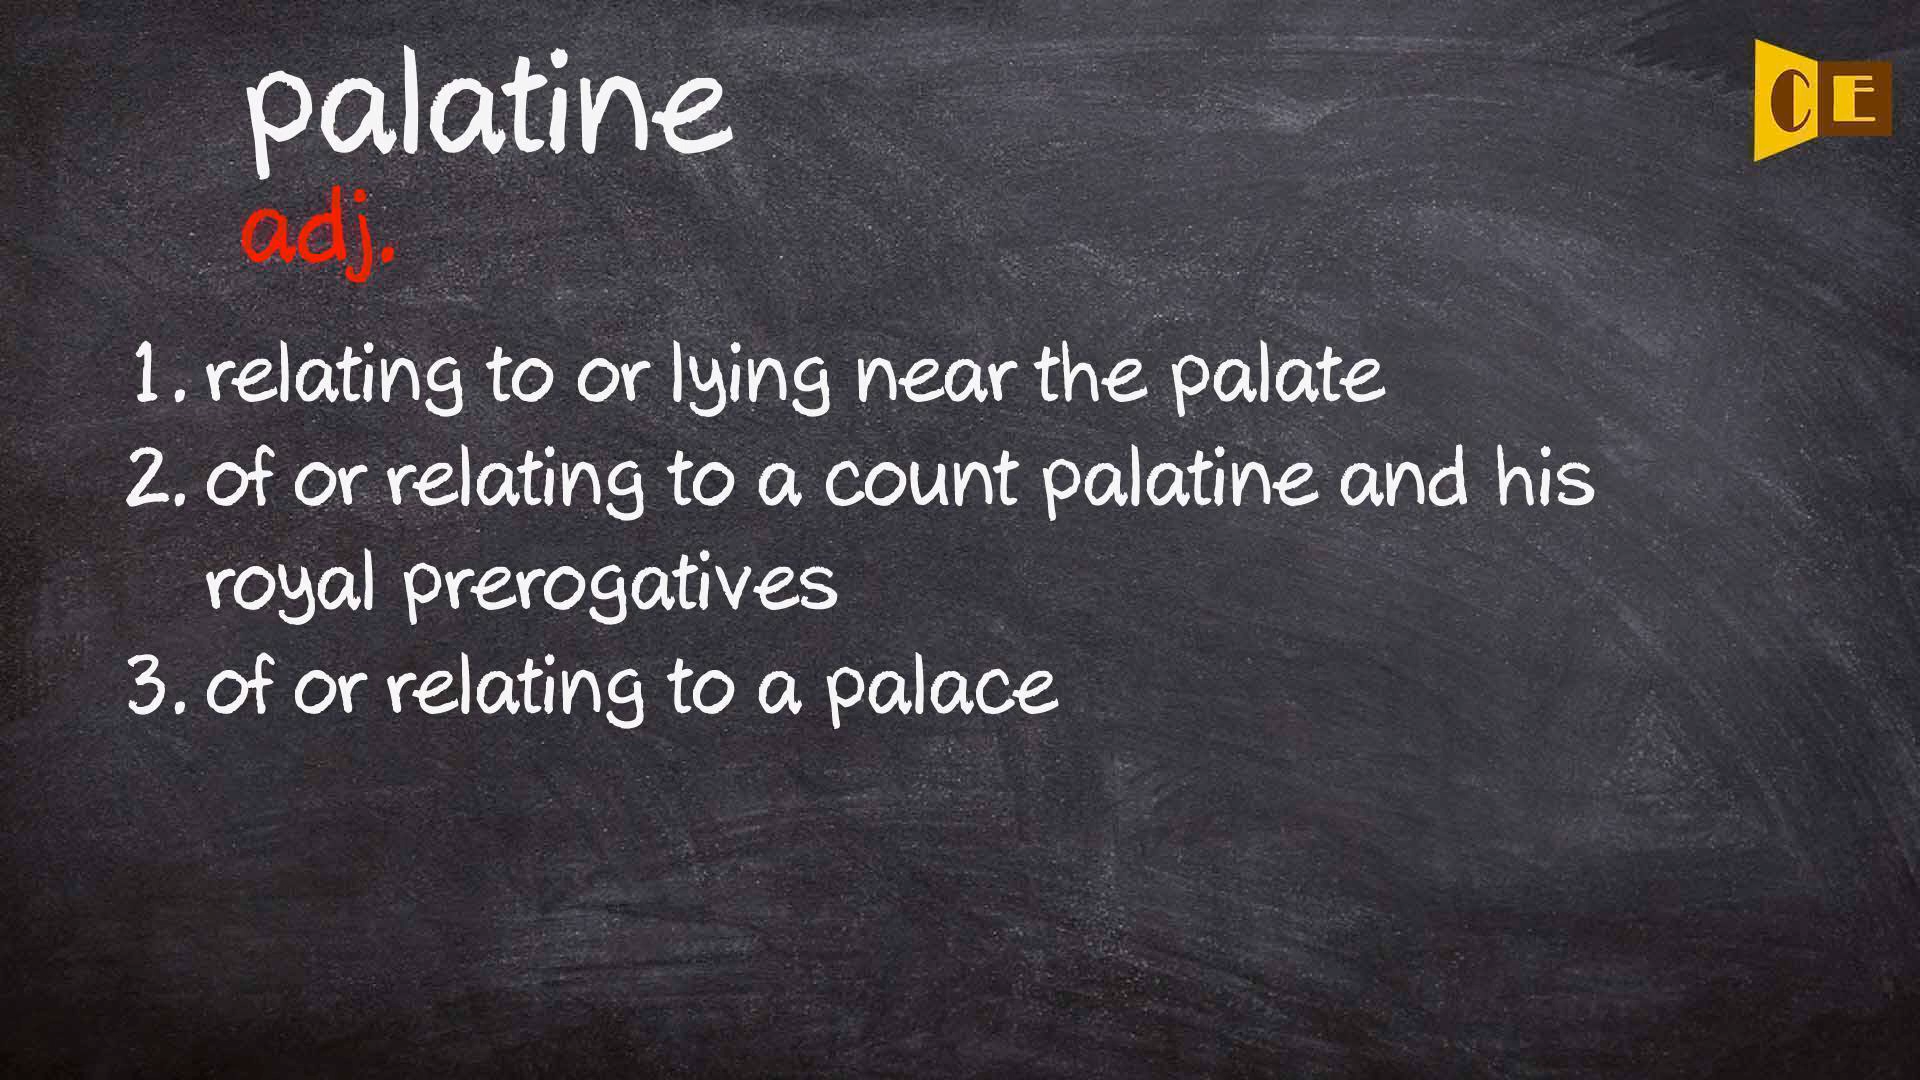 palatine
CE
adj.
1. relating to or lying near the palate
2. of or relating to a count palatine and his
royal prerogatives
3. of or relating to a palace